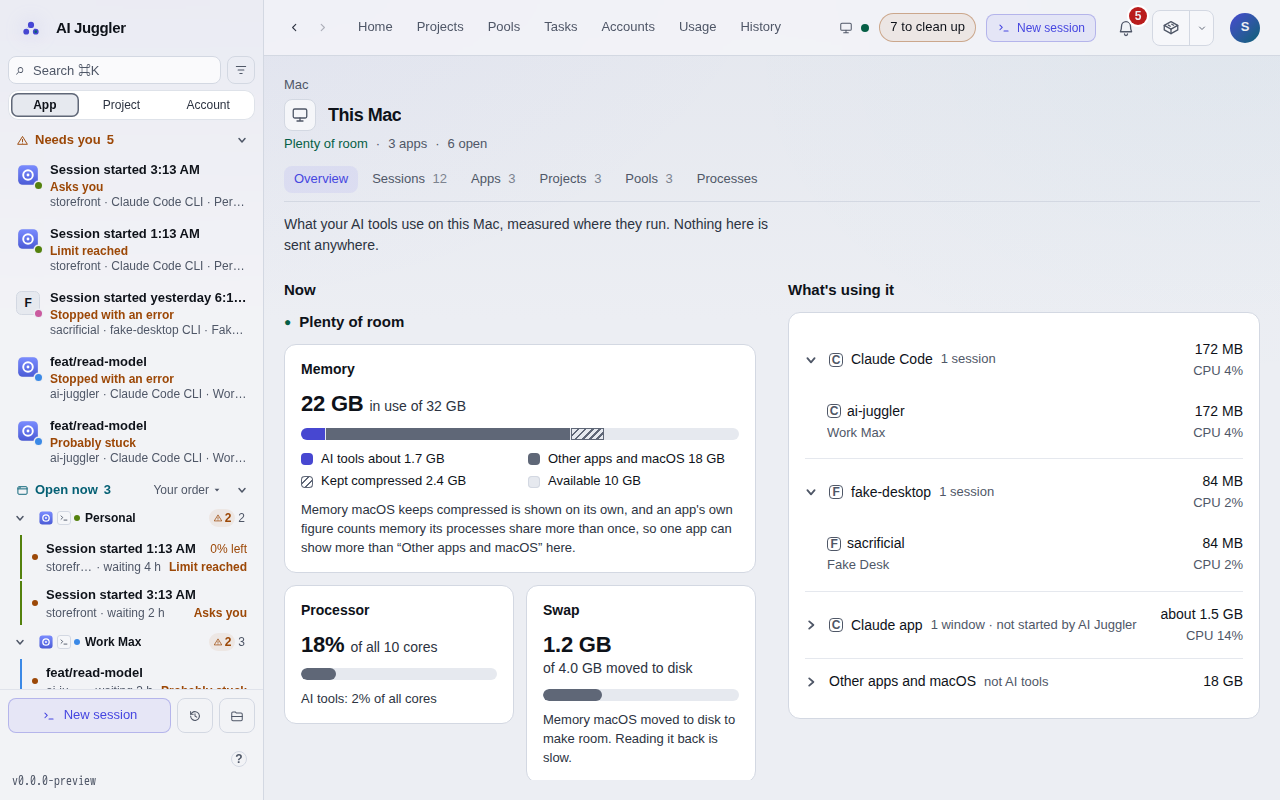 AI Juggler
Search ⌘K
App Project Account
Needs you 5
Session started 3:13 AM
Asks you
storefront · Claude Code CLI · Per…
Session started 1:13 AM
Limit reached
storefront · Claude Code CLI · Per…
F
Session started yesterday 6:1…
Stopped with an error
sacrificial · fake-desktop CLI · Fak…
feat/read-model
Stopped with an error
ai-juggler · Claude Code CLI · Wor…
feat/read-model
Probably stuck
ai-juggler · Claude Code CLI · Wor…
Open now 3 Your order
Personal 2 2
Session started 1:13 AM 0% left
storefr… · waiting 4 h Limit reached
Session started 3:13 AM
storefront · waiting 2 h Asks you
Work Max 2 3
feat/read-model
New session
?
v0.0.0-preview
Home Projects Pools Tasks Accounts Usage History
7 to clean up
New session
5
S
Mac
This Mac
Plenty of room · 3 apps · 6 open
Overview Sessions 12 Apps 3 Projects 3 Pools 3 Processes
What your AI tools use on this Mac, measured where they run. Nothing here is
sent anywhere.
Now
Plenty of room
Memory
22 GB in use of 32 GB
AI tools about 1.7 GB Other apps and macOS 18 GB
Kept compressed 2.4 GB Available 10 GB
Memory macOS keeps compressed is shown on its own, and an app's own
figure counts memory its processes share more than once, so one app can
show more than “Other apps and macOS” here.
Processor
18% of all 10 cores
AI tools: 2% of all cores
Swap
1.2 GB
of 4.0 GB moved to disk
Memory macOS moved to disk to
make room. Reading it back is
slow.
What's using it
C Claude Code 1 session 172 MB
CPU 4%
C ai-juggler 172 MB
Work Max CPU 4%
F fake-desktop 1 session 84 MB
CPU 2%
F sacrificial 84 MB
Fake Desk CPU 2%
C Claude app 1 window · not started by AI Juggler about 1.5 GB
CPU 14%
Other apps and macOS not AI tools 18 GB